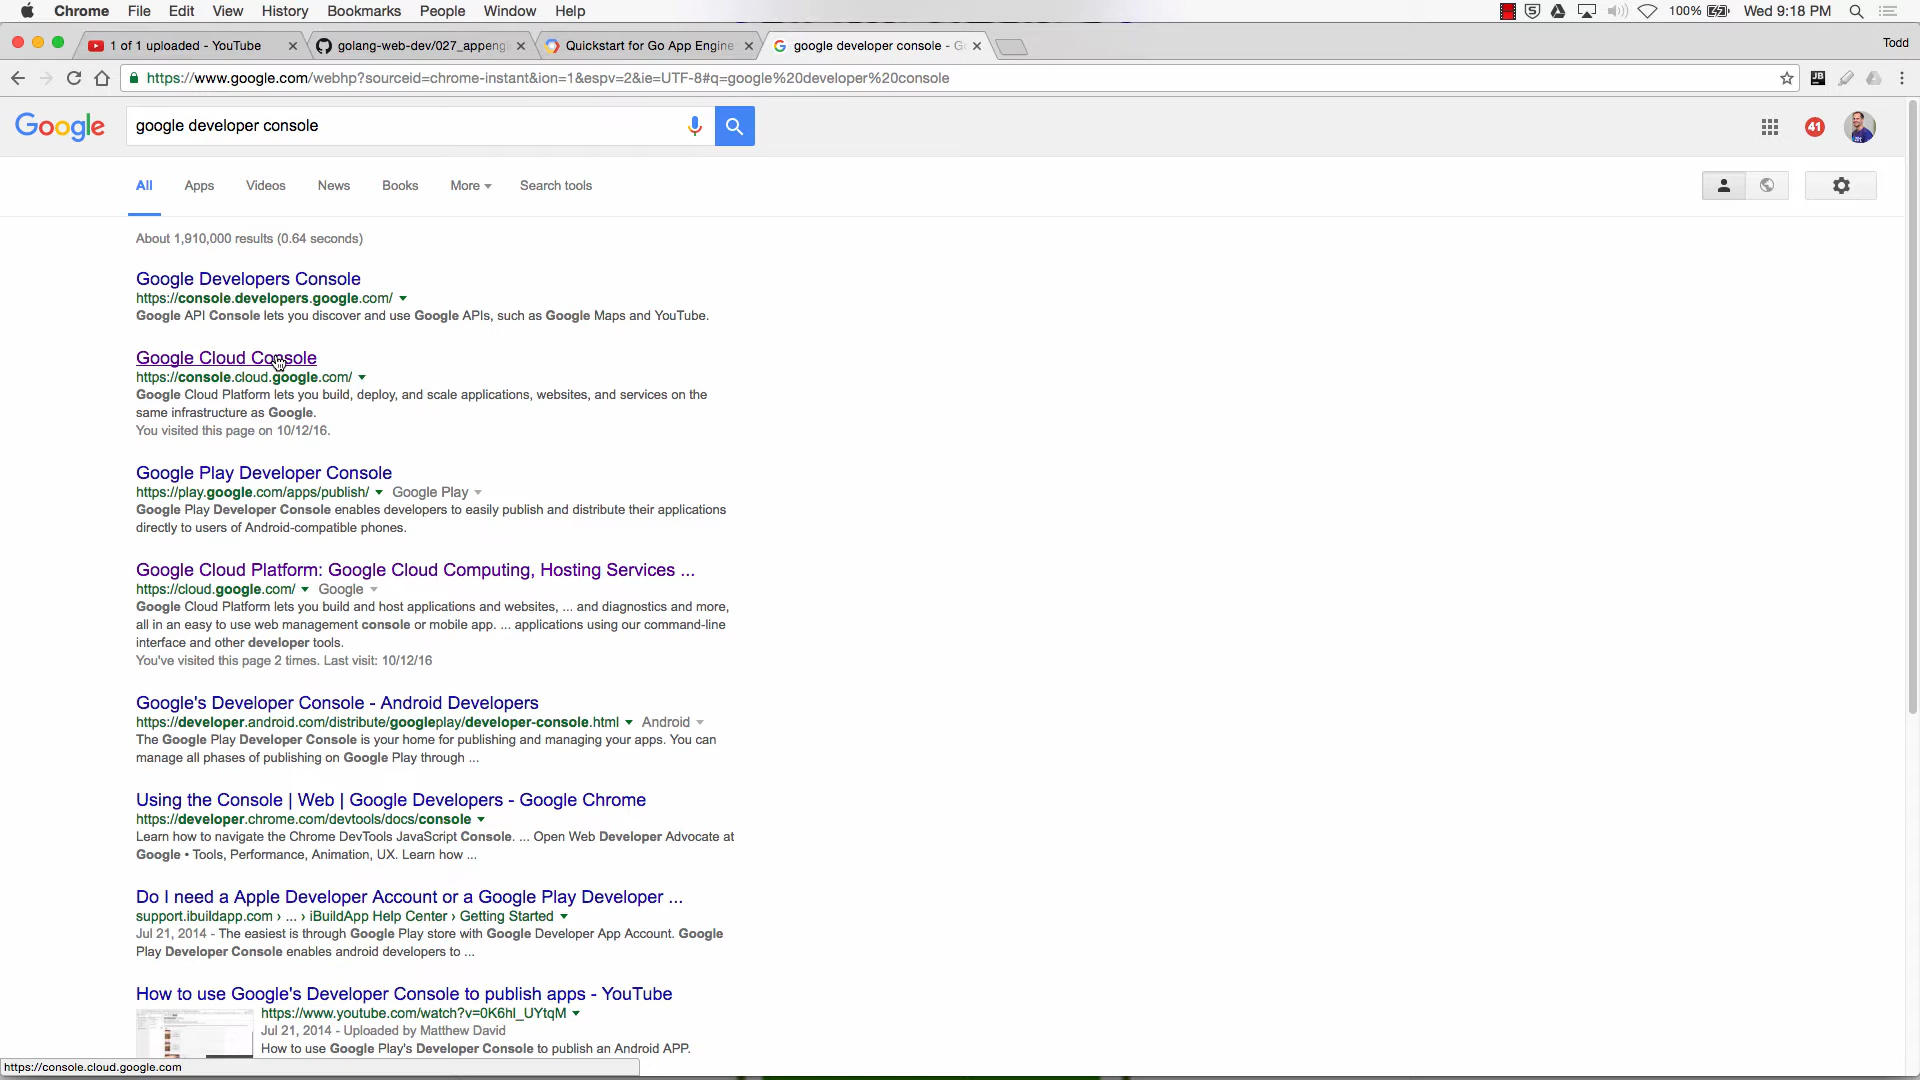 Chrome File Edit View History Bookmarks People Window Help 100% Wed 9:18 PM
1 of 1 uploaded - YouTube golang-web-dev/027_appeng Quickstart for Go App Engine google developer console - G Todd
https://www.google.com/webhp?sourceid=chrome-instant&ion=1&espv=2&ie=UTF-8#q=google%20developer%20console
Google google developer console 41
All Apps Videos News Books More Search tools
About 1,910,000 results (0.64 seconds)
Google Developers Console
https://console.developers.google.com/
Google API Console lets you discover and use Google APIs, such as Google Maps and YouTube.
Google Cloud Console
https://console.cloud.google.com/
Google Cloud Platform lets you build, deploy, and scale applications, websites, and services on the
same infrastructure as Google.
You visited this page on 10/12/16.
Google Play Developer Console
https://play.google.com/apps/publish/ Google Play
Google Play Developer Console enables developers to easily publish and distribute their applications
directly to users of Android-compatible phones.
Google Cloud Platform: Google Cloud Computing, Hosting Services ...
https://cloud.google.com/ Google
Google Cloud Platform lets you build and host applications and websites, ... and diagnostics and more,
all in an easy to use web management console or mobile app. ... applications using our command-line
interface and other developer tools.
You've visited this page 2 times. Last visit: 10/12/16
Google's Developer Console - Android Developers
https://developer.android.com/distribute/googleplay/developer-console.html Android
The Google Play Developer Console is your home for publishing and managing your apps. You can
manage all phases of publishing on Google Play through ...
Using the Console | Web | Google Developers - Google Chrome
https://developer.chrome.com/devtools/docs/console
Learn how to navigate the Chrome DevTools JavaScript Console. ... Open Web Developer Advocate at
Google • Tools, Performance, Animation, UX. Learn how ...
Do I need a Apple Developer Account or a Google Play Developer ...
support.ibuildapp.com › ... › iBuildApp Help Center › Getting Started
Jul 21, 2014 - The easiest is through Google Play store with Google Developer App Account. Google
Play Developer Console enables android developers to ...
How to use Google's Developer Console to publish apps - YouTube
https://www.youtube.com/watch?v=0K6hI_UYtqM
Jul 21, 2014 - Uploaded by Matthew David
How to use Google Play's Developer Console to publish an Android APP.
https://console.cloud.google.com